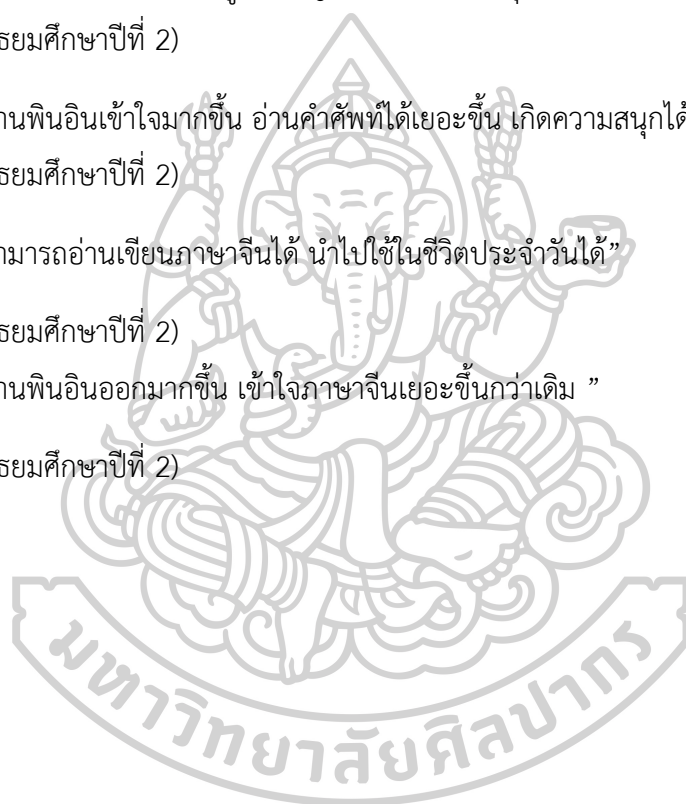 ธยมศึกษาปีที่ 2)
านพินอินเข้าใจมากขึ้น อ่านคำศัพท์ได้เยอะขึ้น เกิดความสนุกได้
ธยมศึกษาปีที่ 2)
ามารถอ่านเขียนภาษาจีนได้ นำไปใช้ในชีวิตประจำวันได้”
ธยมศึกษาปีที่ 2)
านพินอินออกมากขึ้น เข้าใจภาษาจีนเยอะขึ้นกว่าเดิม ”
ธยมศึกษาปีที่ 2)
มหาวิทยาลัยศิลปากร